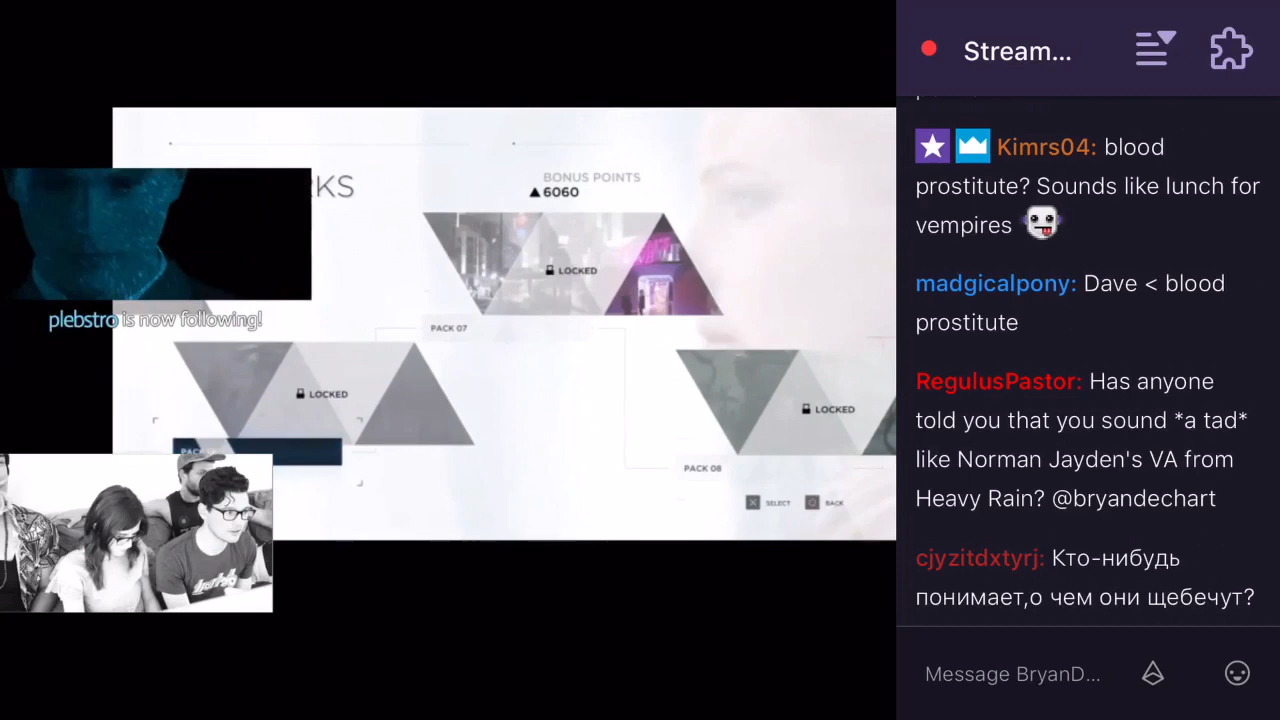 RKS
BONUS POINTS
6060
LOCKED
plebstro is now following!
PACK 07
LOCKED
LOCKED
PACK 08
SELECT
BACK
Stream...
Kimrs04: blood
prostitute? Sounds like lunch for
vempires
madgicalpony: Dave < blood
prostitute
RegulusPastor: Has anyone
told you that you sound *a tad*
like Norman Jayden's VA from
Heavy Rain? @bryandechart
cjyzitdxtyrj: Кто-нибудь
понимает,о чем они щебечут?
Message BryanD...